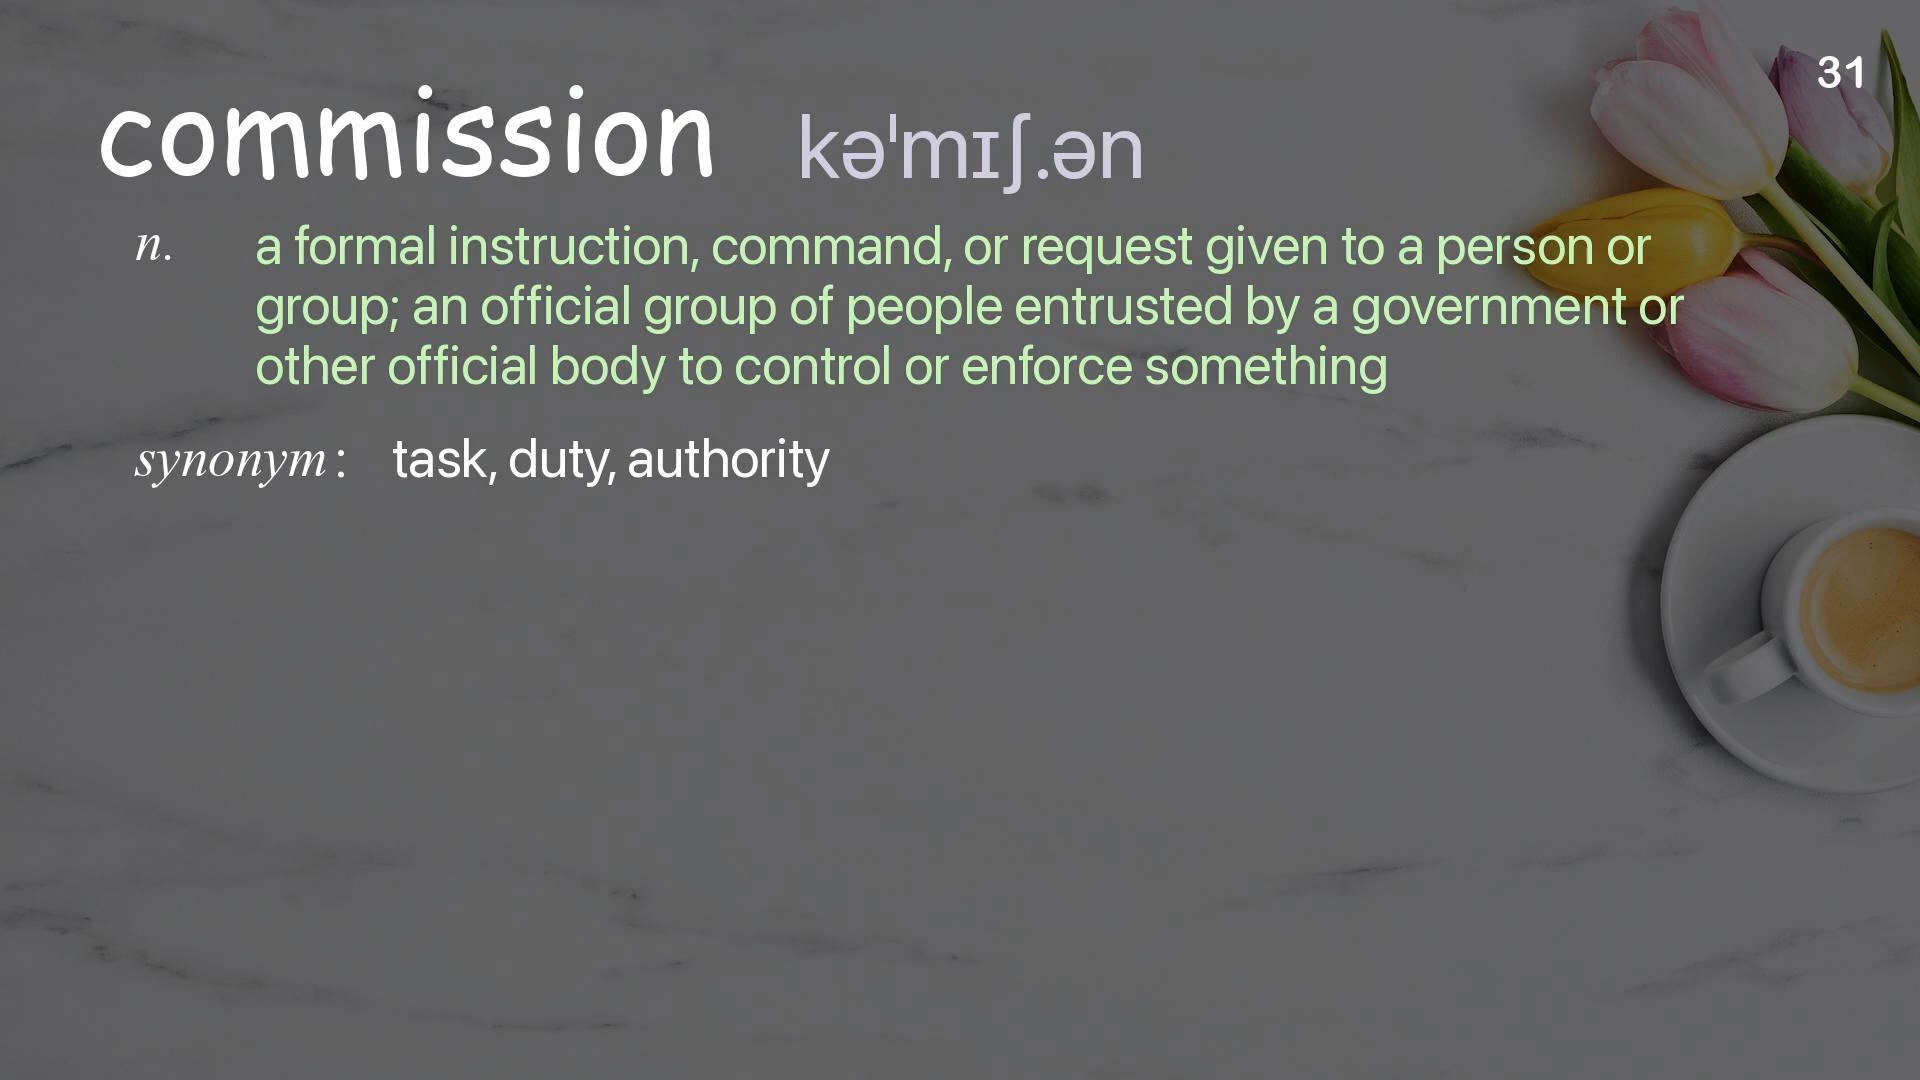 31
commission kəˈmɪʃ.ən
n. a formal instruction, command, or request given to a person or
group; an official group of people entrusted by a government or
other official body to control or enforce something
synonym : task, duty, authority